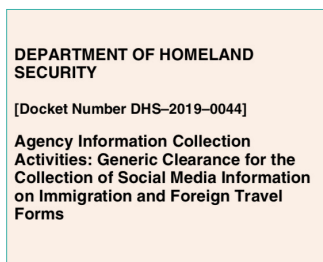 DEPARTMENT OF HOMELAND
SECURITY
[Docket Number DHS–2019–0044]
Agency Information Collection
Activities: Generic Clearance for the
Collection of Social Media Information
on Immigration and Foreign Travel
Forms